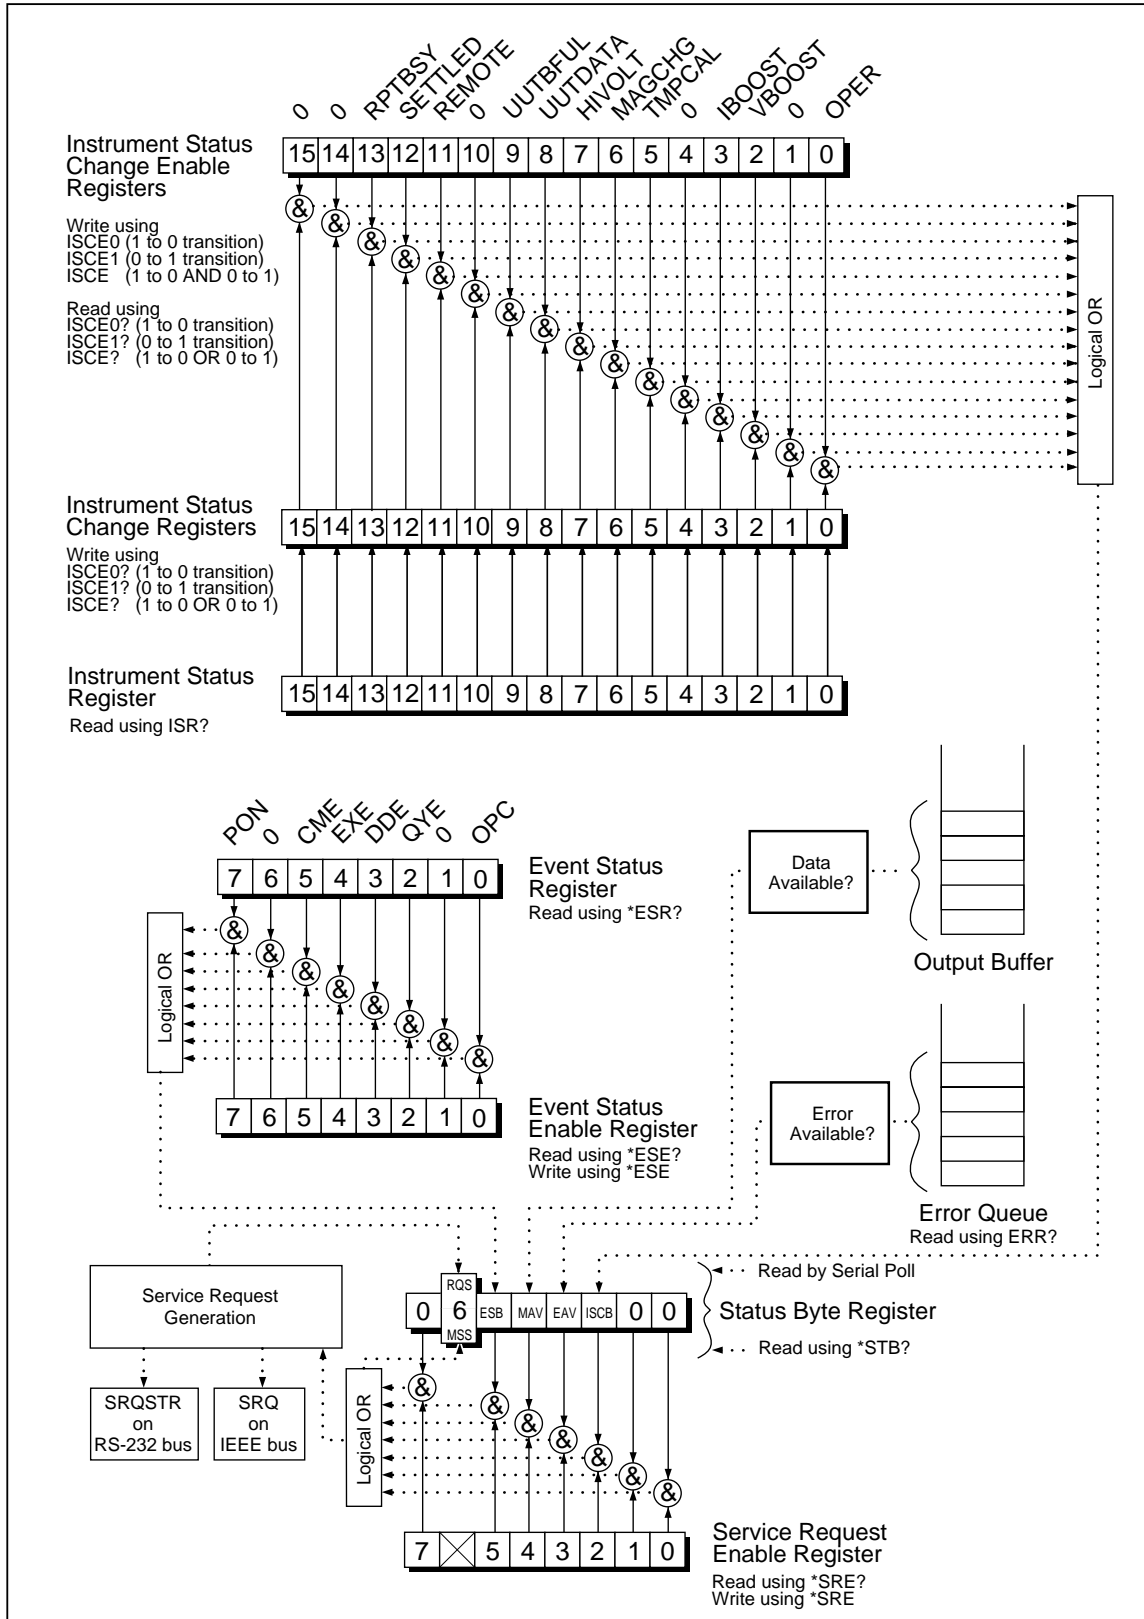 0 0 RPTBSY SETTLED REMOTE 0 UUTBFUL UUTDATA HIVOLT MAGCHG TMPCAL 0 IBOOST VBOOST 0 OPER
Instrument Status
Change Enable
Registers
15 14 13 12 11 10 9 8 7 6 5 4 3 2 1 0
Write using
ISCE0 (1 to 0 transition)
ISCE1 (0 to 1 transition)
ISCE (1 to 0 AND 0 to 1)
Read using
ISCE0? (1 to 0 transition)
ISCE1? (0 to 1 transition)
ISCE? (1 to 0 OR 0 to 1)
& & & & & & & & & & & & & & & &
Logical OR
Instrument Status
Change Registers
15 14 13 12 11 10 9 8 7 6 5 4 3 2 1 0
Write using
ISCE0? (1 to 0 transition)
ISCE1? (0 to 1 transition)
ISCE? (1 to 0 OR 0 to 1)
Instrument Status
Register
15 14 13 12 11 10 9 8 7 6 5 4 3 2 1 0
Read using ISR?
PON 0 CME EXE DDE QYE 0 OPC
7 6 5 4 3 2 1 0
Event Status
Register
Read using *ESR?
Data
Available?
Output Buffer
& & & & & & & &
Logical OR
7 6 5 4 3 2 1 0
Event Status
Enable Register
Read using *ESE?
Write using *ESE
Error
Available?
Error Queue
Read using ERR?
Service Request
Generation
RQS
0 6 ESB MAV EAV ISCB 0 0
MSS
Read by Serial Poll
Status Byte Register
Read using *STB?
SRQSTR
on
RS-232 bus
SRQ
on
IEEE bus
Logical OR
& & & & & & &
7 5 4 3 2 1 0
Service Request
Enable Register
Read using *SRE?
Write using *SRE